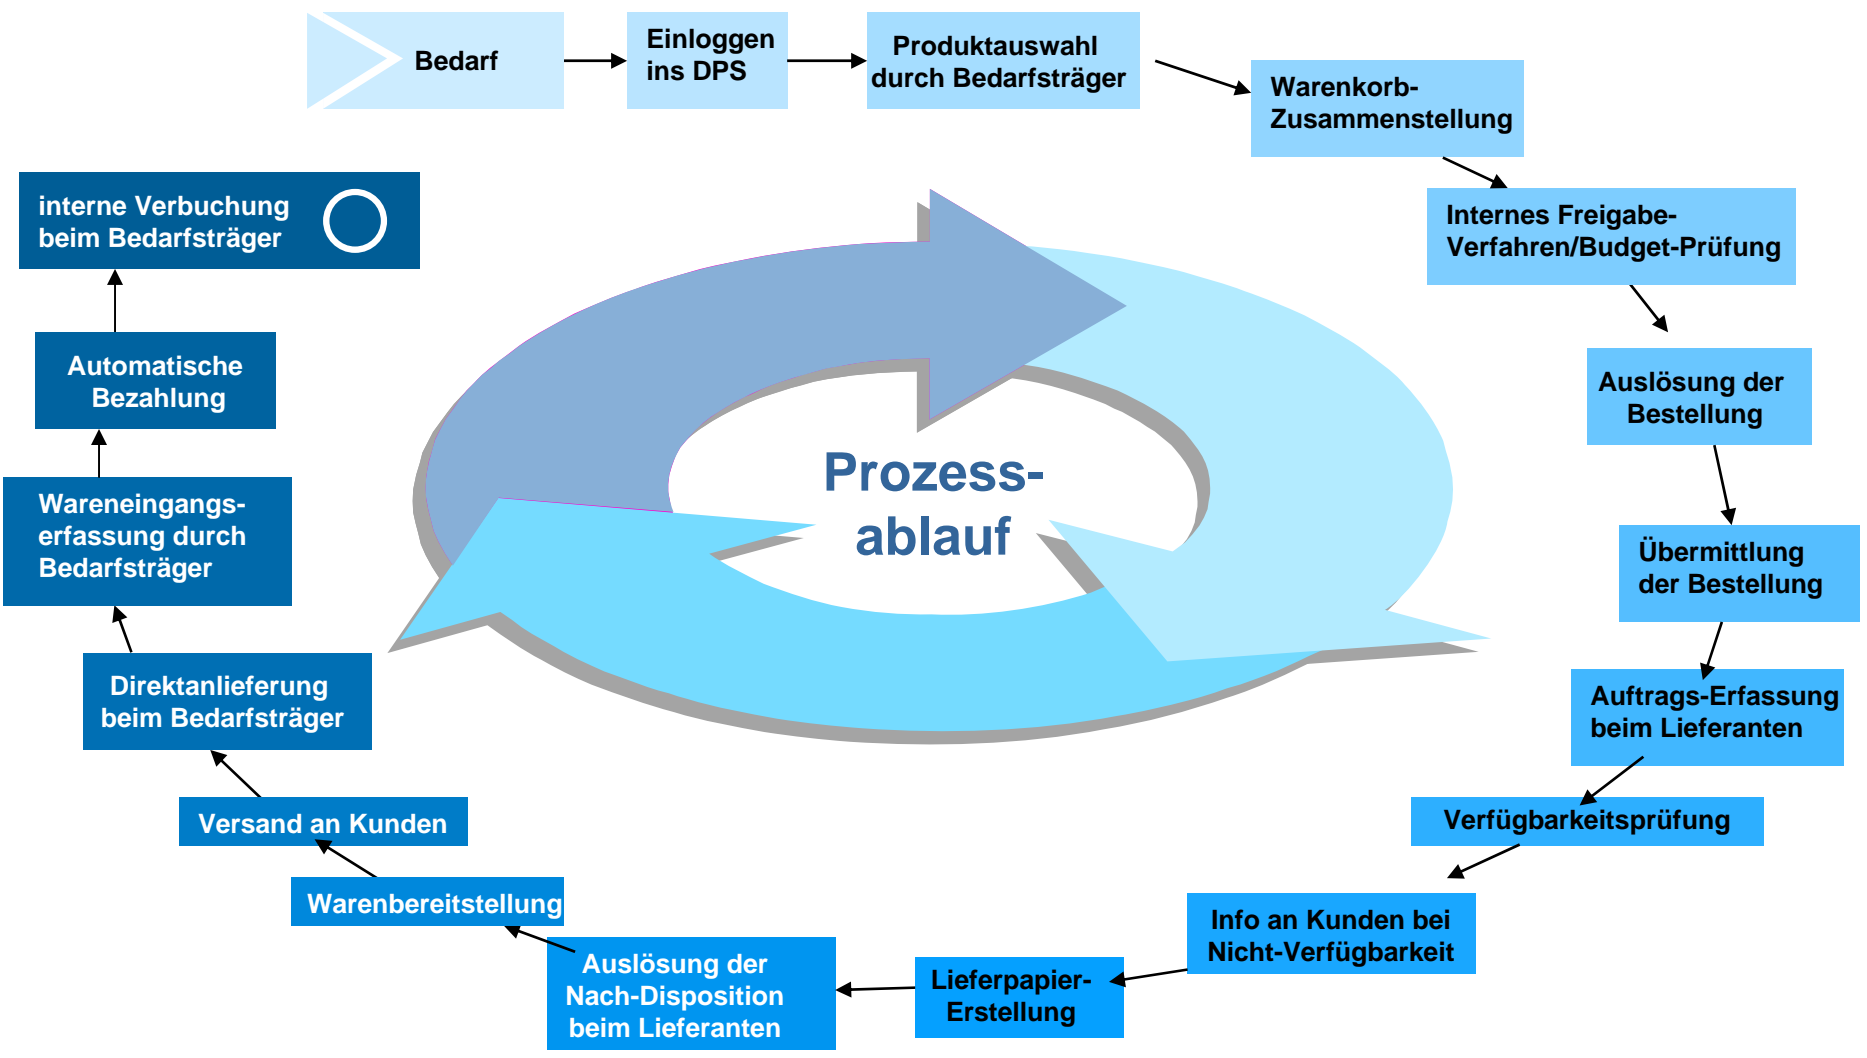 Bedarf
Einloggen
ins DPS
Produktauswahl
durch Bedarfsträger
Warenkorb-
Zusammenstellung
Internes Freigabe-
Verfahren/Budget-Prüfung
Auslösung der
Bestellung
Übermittlung
der Bestellung
Auftrags-Erfassung
beim Lieferanten
Verfügbarkeitsprüfung
Info an Kunden bei
Nicht-Verfügbarkeit
Lieferpapier-
Erstellung
Auslösung der
Nach-Disposition
beim Lieferanten
Warenbereitstellung
Versand an Kunden
Direktanlieferung
beim Bedarfsträger
Wareneingangs-
erfassung durch
Bedarfsträger
Automatische
Bezahlung
interne Verbuchung
beim Bedarfsträger
Prozess-
ablauf